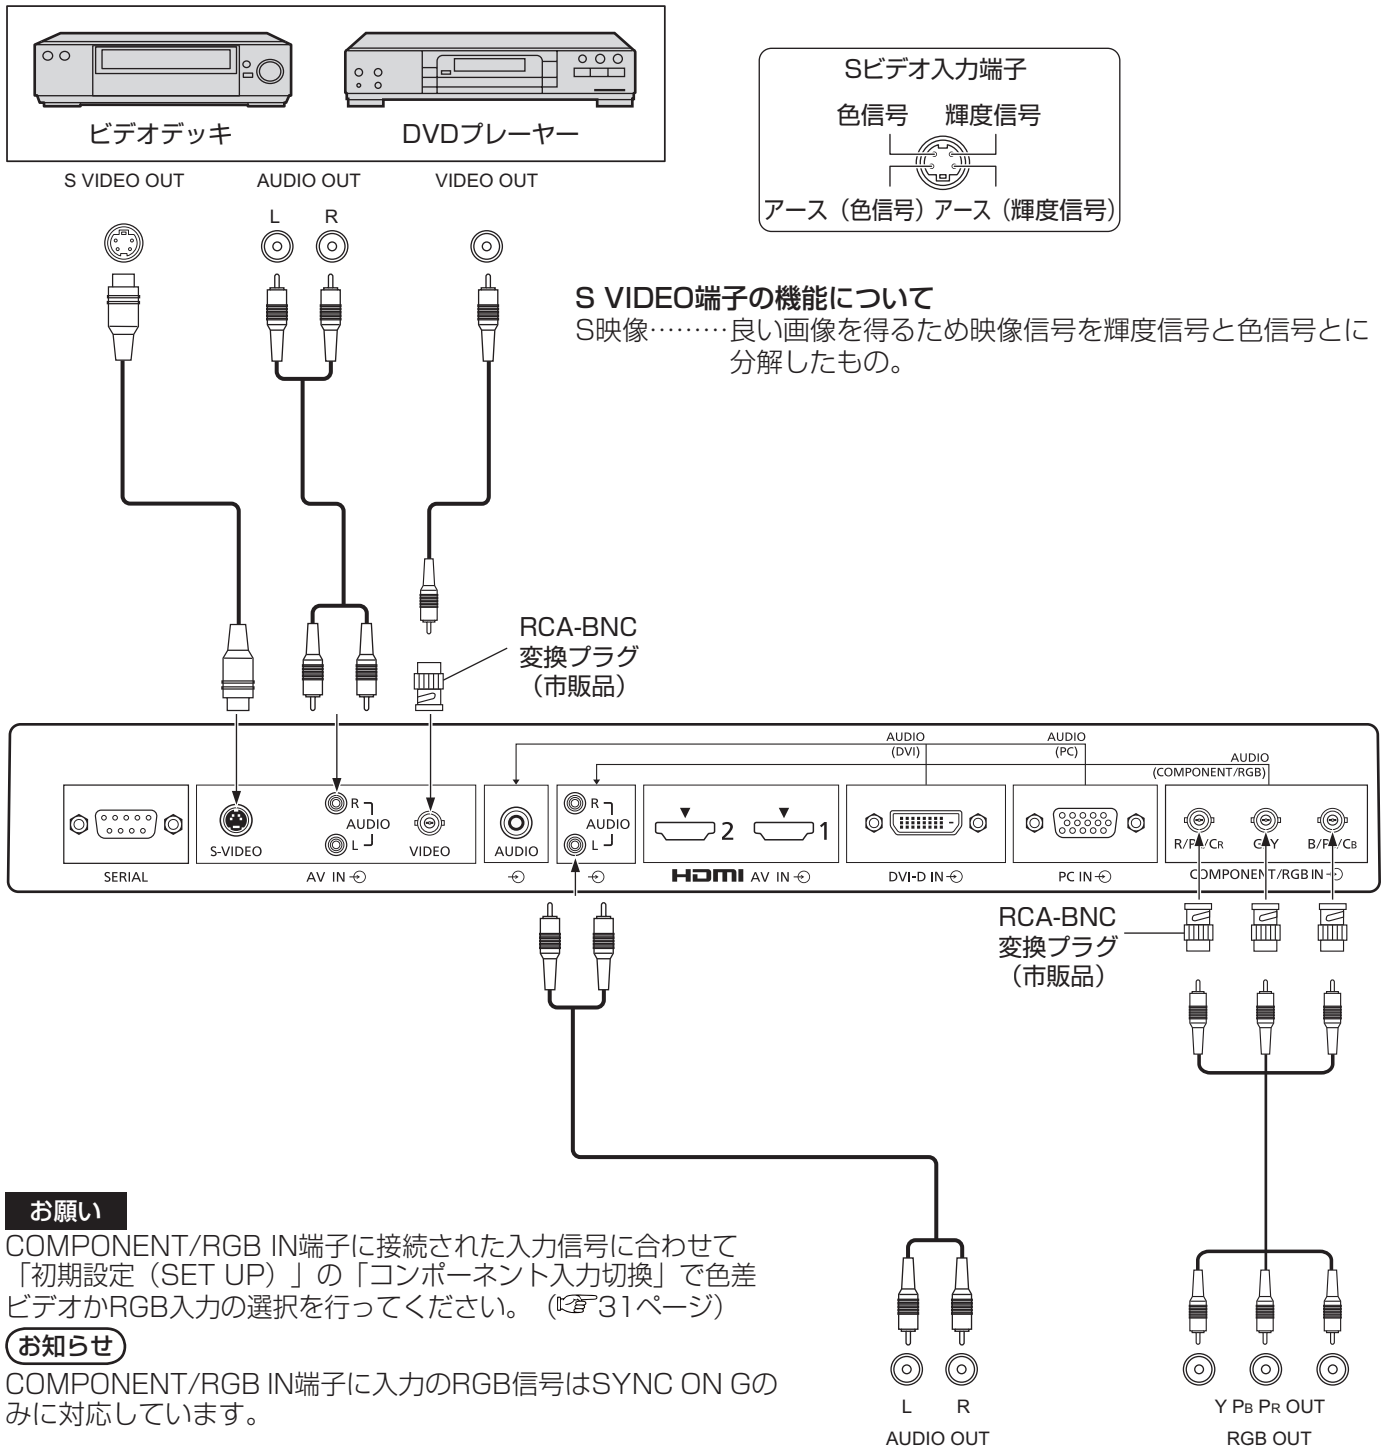 ビデオデッキ
DVDプレーヤー
S VIDEO OUT
AUDIO OUT
VIDEO OUT
L
R
Sビデオ入力端子
色信号
輝度信号
アース（色信号）
アース（輝度信号）
S VIDEO端子の機能について
S映像………良い画像を得るため映像信号を輝度信号と色信号とに
分解したもの。
RCA-BNC
変換プラグ
（市販品）
AUDIO
(DVI)
AUDIO
(PC)
AUDIO
(COMPONENT/RGB)
S-VIDEO
R
AUDIO
L
VIDEO
AUDIO
R
AUDIO
L
2
1
R/PR/CR
G/Y
B/PB/CB
SERIAL
AV IN
HDMI AV IN
DVI-D IN
PC IN
COMPONENT/RGB IN
RCA-BNC
変換プラグ
（市販品）
お願い
COMPONENT/RGB IN端子に接続された入力信号に合わせて
「初期設定（SET UP）」の「コンポーネント入力切換」で色差
ビデオかRGB入力の選択を行ってください。（☞31ページ）
お知らせ
COMPONENT/RGB IN端子に入力のRGB信号はSYNC ON Gの
みに対応しています。
L
R
AUDIO OUT
Y PB PR OUT
RGB OUT